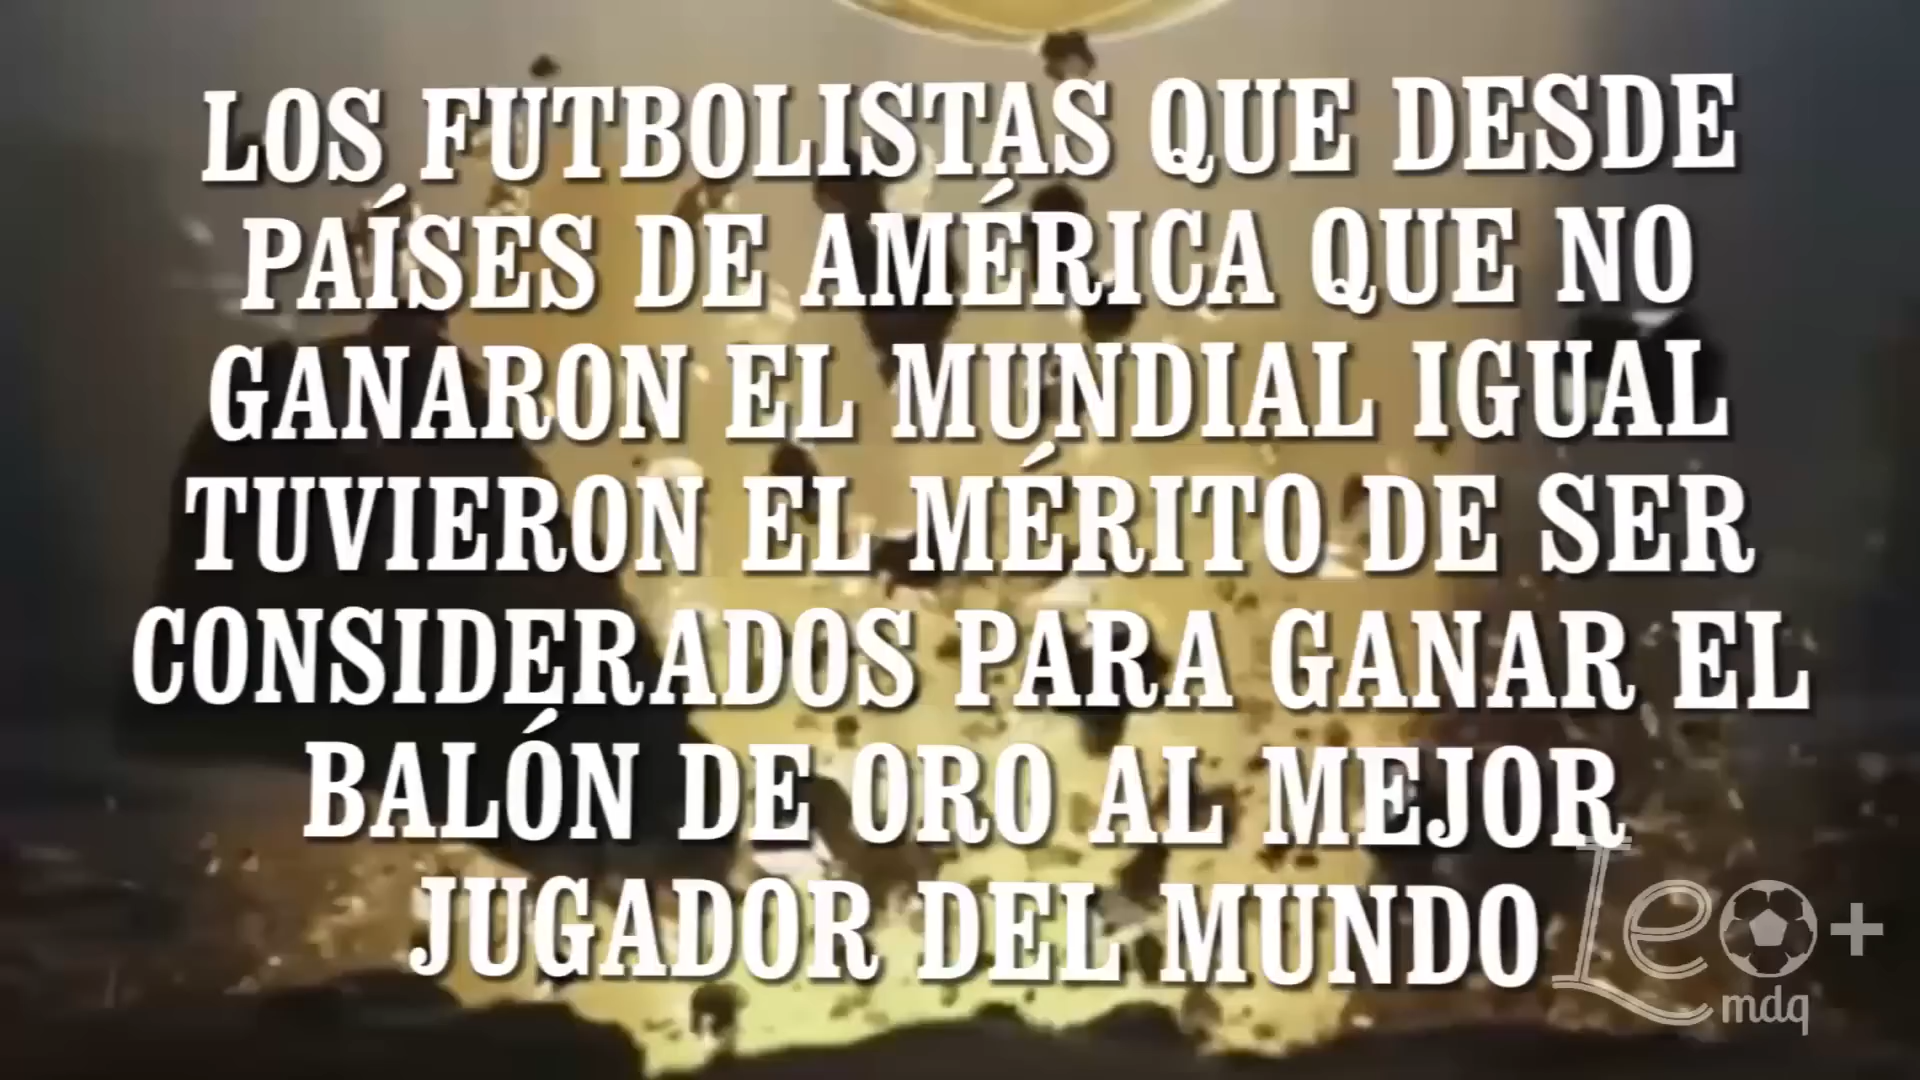 LOS FUTBOLISTAS QUE DESDE
PAÍSES DE AMÉRICA QUE NO
GANARON EL MUNDIAL IGUAL
TUVIERON EL MÉRITO DE SER
CONSIDERADOS PARA GANAR EL
BALÓN DE ORO AL MEJOR
JUGADOR DEL MUNDO
Leo+
mdq